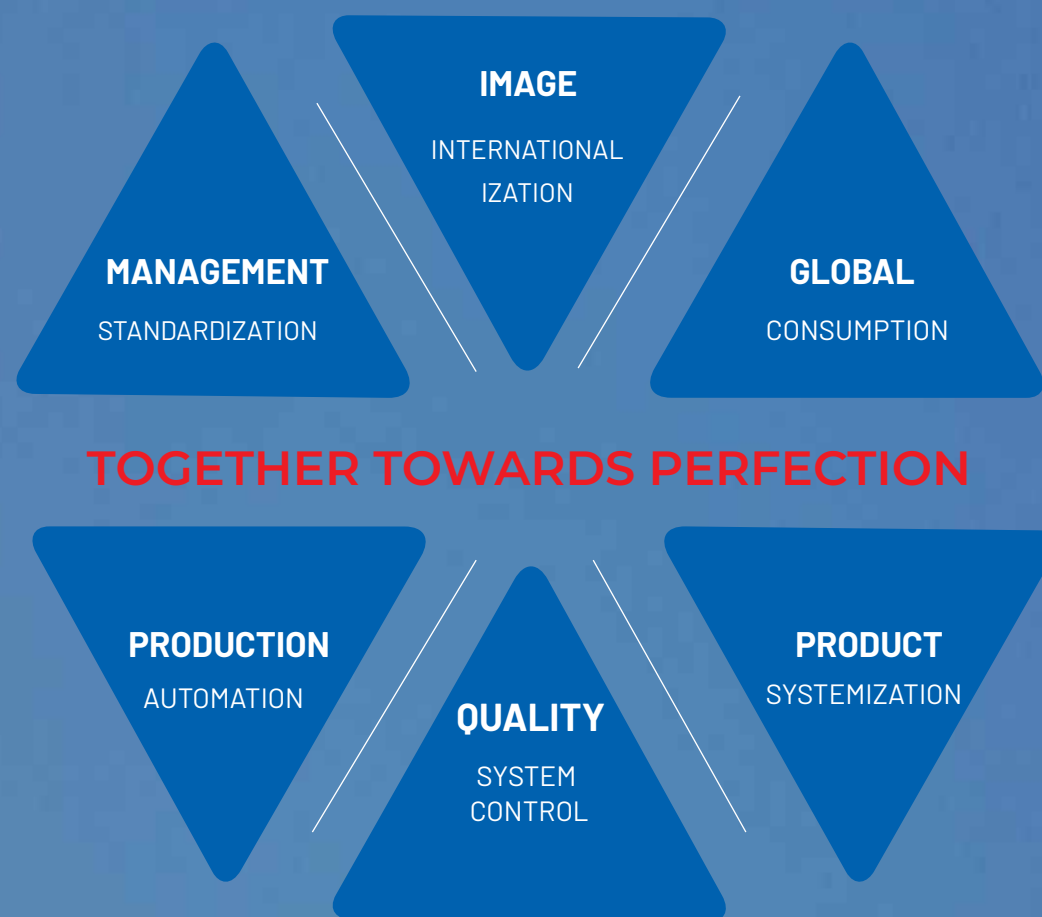 IMAGE
INTERNATIONAL
IZATION
MANAGEMENT
STANDARDIZATION
GLOBAL
CONSUMPTION
TOGETHER TOWARDS PERFECTION
PRODUCTION
AUTOMATION
QUALITY
SYSTEM
CONTROL
PRODUCT
SYSTEMIZATION